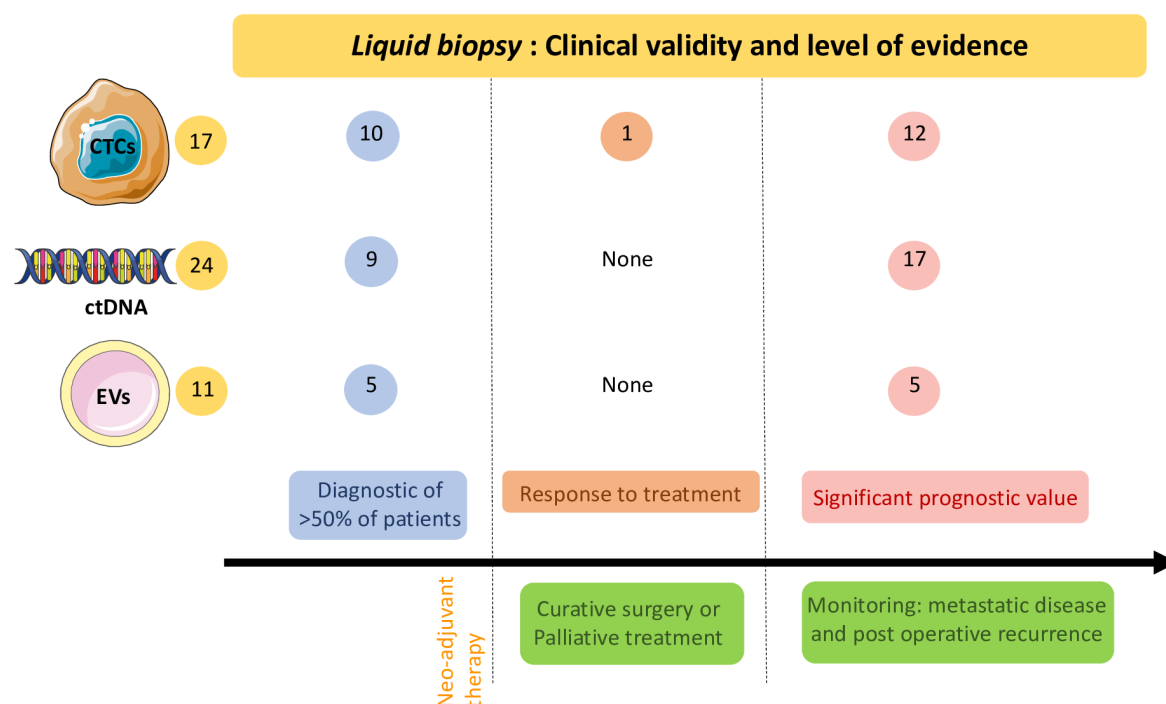 Liquid biopsy : Clinical validity and level of evidence
CTCs
17
10
1
12
ctDNA
24
9
None
17
EVs
11
5
None
5
Diagnostic of
>50% of patients
Response to treatment
Significant prognostic value
Neo-adjuvant
therapy
Curative surgery or
Palliative treatment
Monitoring: metastatic disease
and post operative recurrence